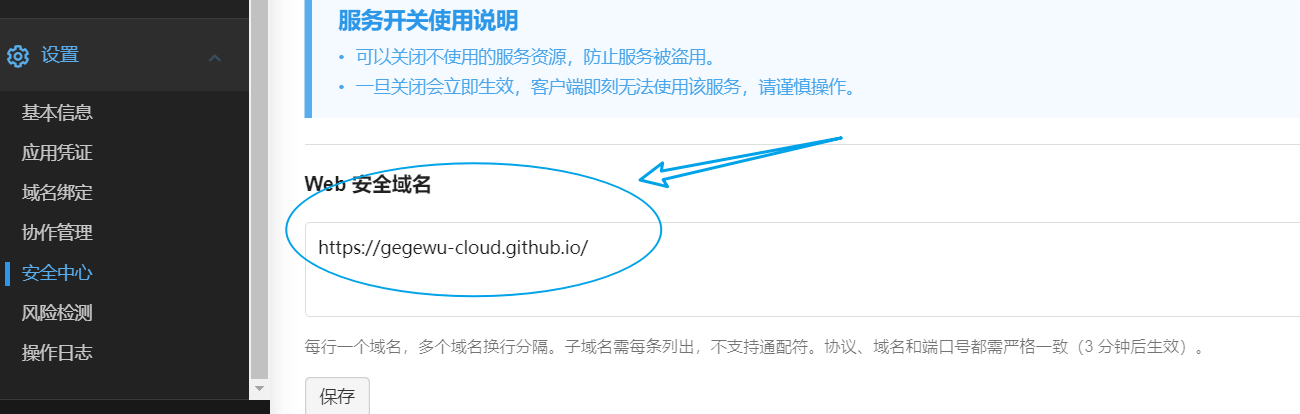 设置
基本信息
应用凭证
域名绑定
协作管理
安全中心
风险检测
操作日志
服务开关使用说明
• 可以关闭不使用的服务资源，防止服务被盗用。
• 一旦关闭会立即生效，客户端即刻无法使用该服务，请谨慎操作。
Web 安全域名
https://gegewu-cloud.github.io/
每行一个域名，多个域名换行分隔。子域名需每条列出，不支持通配符。协议、域名和端口号都需严格一致（3 分钟后生效）。
保存